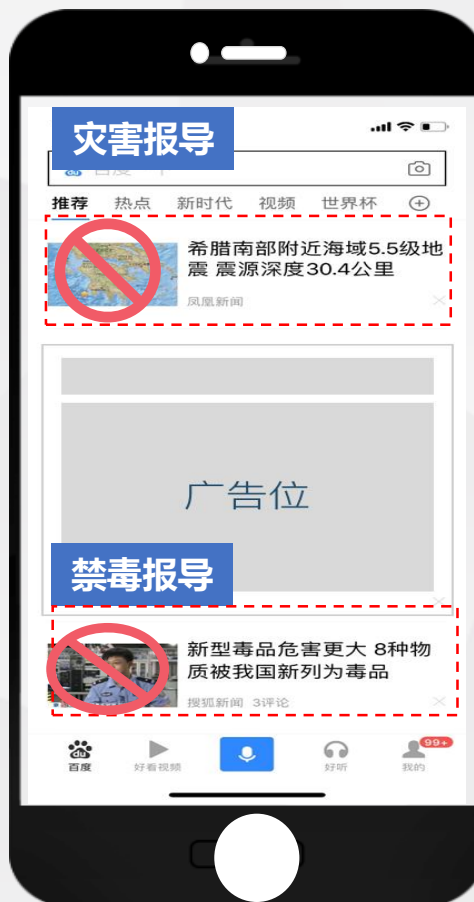 灾害报导
du
推荐 热点 新时代 视频 世界杯
希腊南部附近海域5.5级地
震 震源深度30.4公里
凤凰新闻
广告位
禁毒报导
新型毒品危害更大 8种物
质被我国新列为毒品
搜狐新闻 3评论
du 99+
百度 好看视频 好听 我的